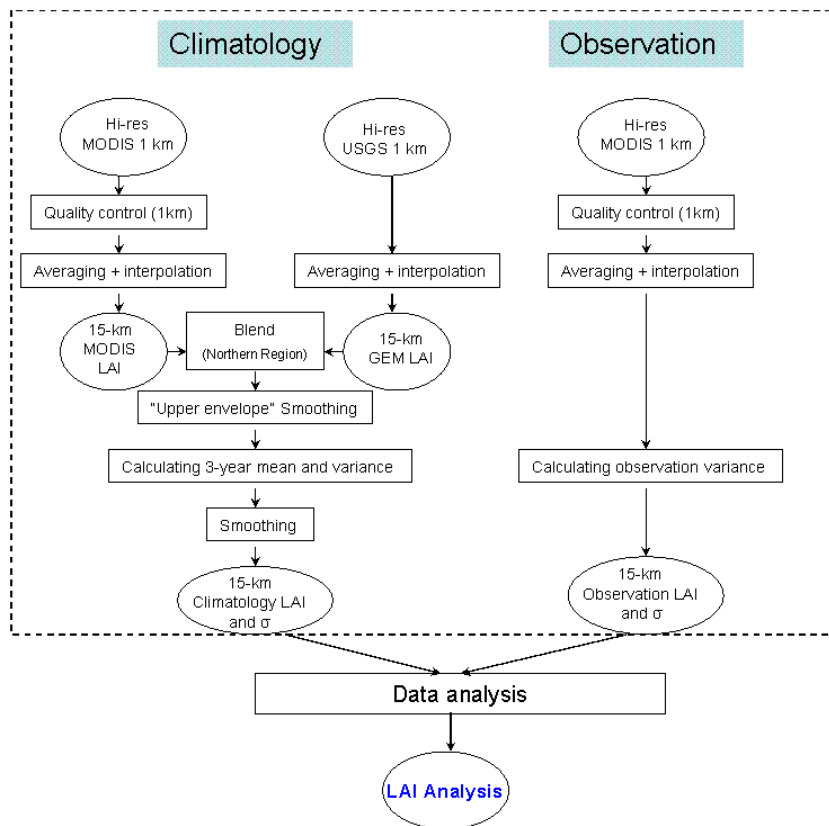 Climatology
Observation
Hi-res
MODIS 1 km
Hi-res
USGS 1 km
Hi-res
MODIS 1 km
Quality control (1km)
Quality control (1km)
Averaging + interpolation
Averaging + interpolation
Averaging + interpolation
15-km
MODIS
LAI
Blend
(Northern Region)
15-km
GEM LAI
"Upper envelope" Smoothing
Calculating 3-year mean and variance
Calculating observation variance
Smoothing
15-km
Climatology LAI
and σ
15-km
Observation LAI
and σ
Data analysis
LAI Analysis